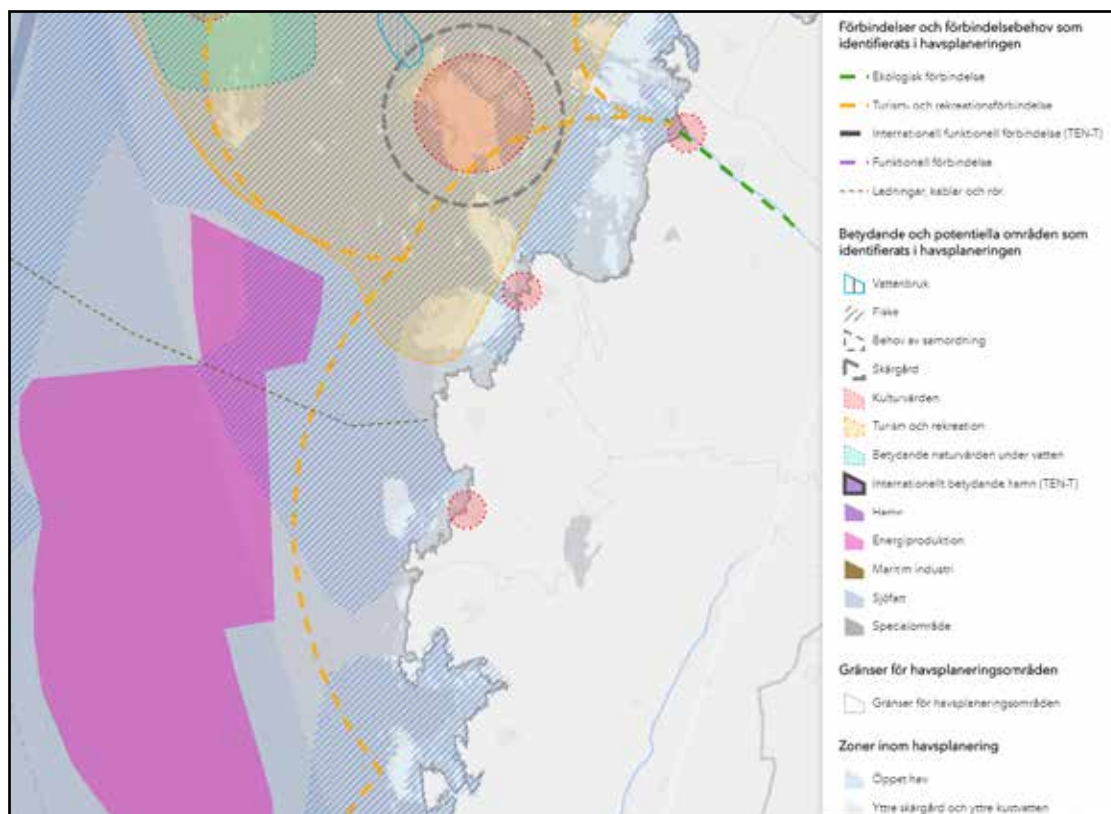 Förbindelser och förbindelsebehov som
identifierats i havsplaneringen
Ekologisk förbindelse
Turism- och rekreationsförbindelse
Internationell funktionell förbindelse (TEN-T)
Funktionell förbindelse
Ledningar, kablar och rör
Betydande och potentiella områden som
identifierats i havsplaneringen
Vattenbruk
Fiske
Behov av samordning
Skärgård
Kulturvärden
Turism och rekreation
Betydande naturvärden under vatten
Internationellt betydande hamn (TEN-T)
Hamn
Energiproduktion
Maritim industri
Sjöfart
Specialområde
Gränser för havsplaneringsområden
Gränser för havsplaneringsområden
Zoner inom havsplanering
Öppet hav
Yttre skärgård och yttre kustvatten